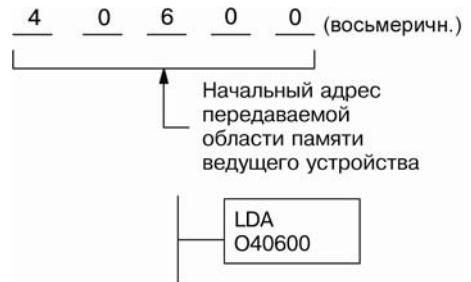 4 0 6 0 0 (восьмеричн.)
Начальный адрес
передаваемой
области памяти
ведущего устройства
LDA
O40600